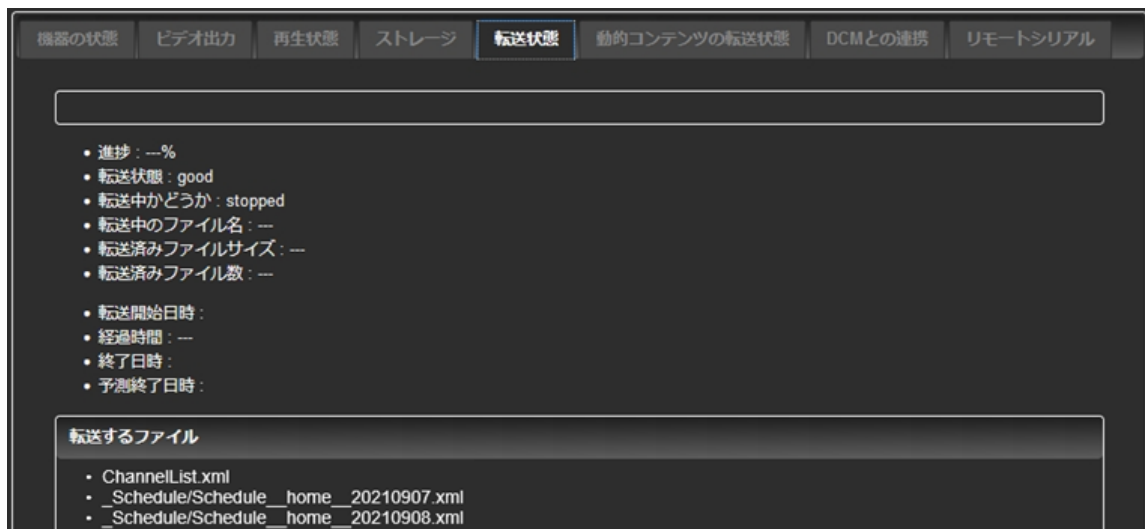 機器の状態 ビデオ出力 再生状態 ストレージ 転送状態 動的コンテンツの転送状態 DCMとの連携 リモートシリアル
• 進捗 : ---%
• 転送状態 : good
• 転送中かどうか : stopped
• 転送中のファイル名 : ---
• 転送済みファイルサイズ : ---
• 転送済みファイル数 : ---
• 転送開始日時 :
• 経過時間 : ---
• 終了日時 :
• 予測終了日時 :
転送するファイル
• ChannelList.xml
• _Schedule/Schedule__home__20210907.xml
• _Schedule/Schedule__home__20210908.xml